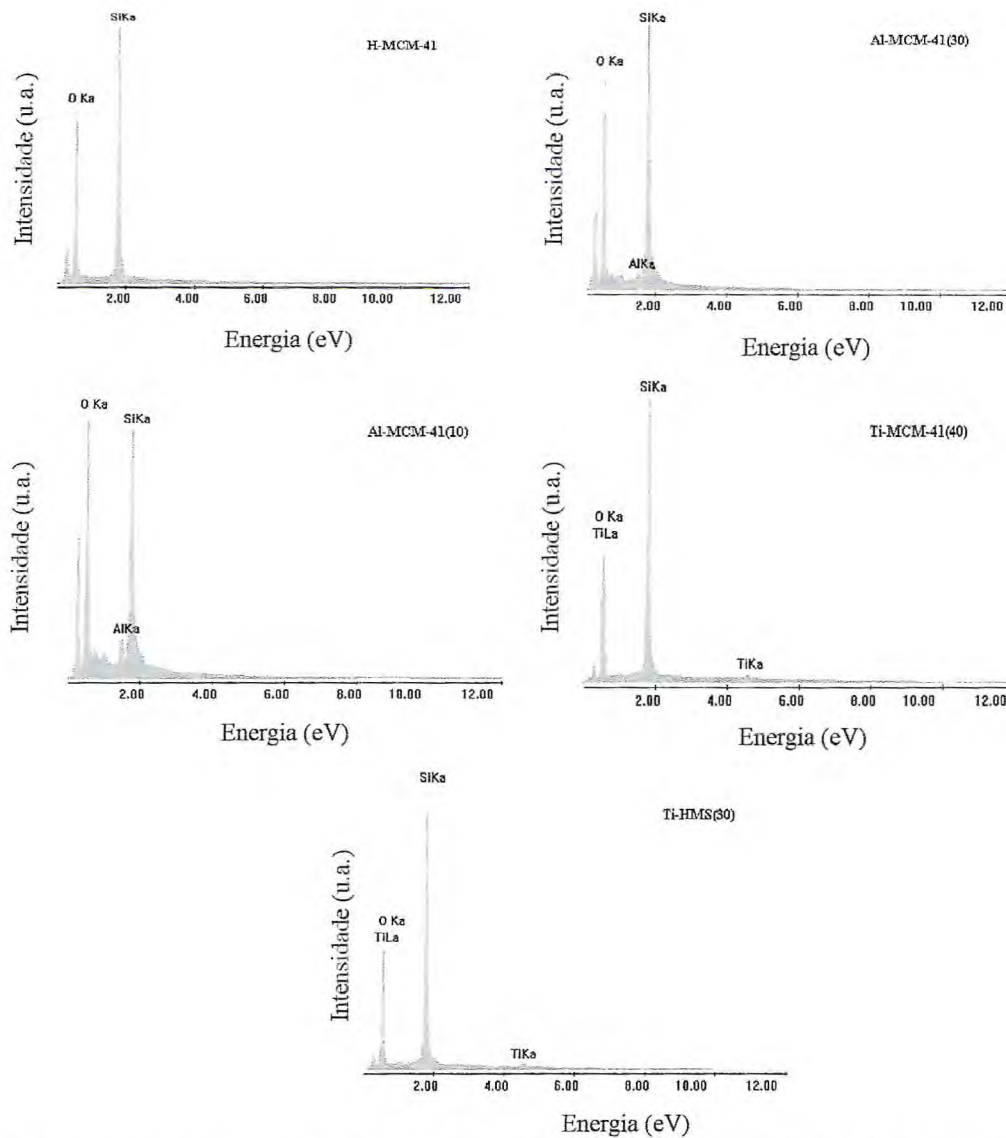 SiKa
H-MCM-41
O Ka
Intensidade (u.a.)
2.00 4.00 6.00 8.00 10.00 12.00
Energia (eV)
SiKa
Al-MCM-41(30)
O Ka
AlKa
Intensidade (u.a.)
2.00 4.00 6.00 8.00 10.00 12.00
Energia (eV)
O Ka
SiKa
Al-MCM-41(10)
AlKa
Intensidade (u.a.)
2.00 4.00 6.00 8.00 10.00 12.00
Energia (eV)
SiKa
Ti-MCM-41(40)
O Ka
TiLa
TiKa
Intensidade (u.a.)
2.00 4.00 6.00 8.00 10.00 12.00
Energia (eV)
SiKa
Ti-HMS(30)
O Ka
TiLa
TiKa
Intensidade (u.a.)
2.00 4.00 6.00 8.00 10.00 12.00
Energia (eV)